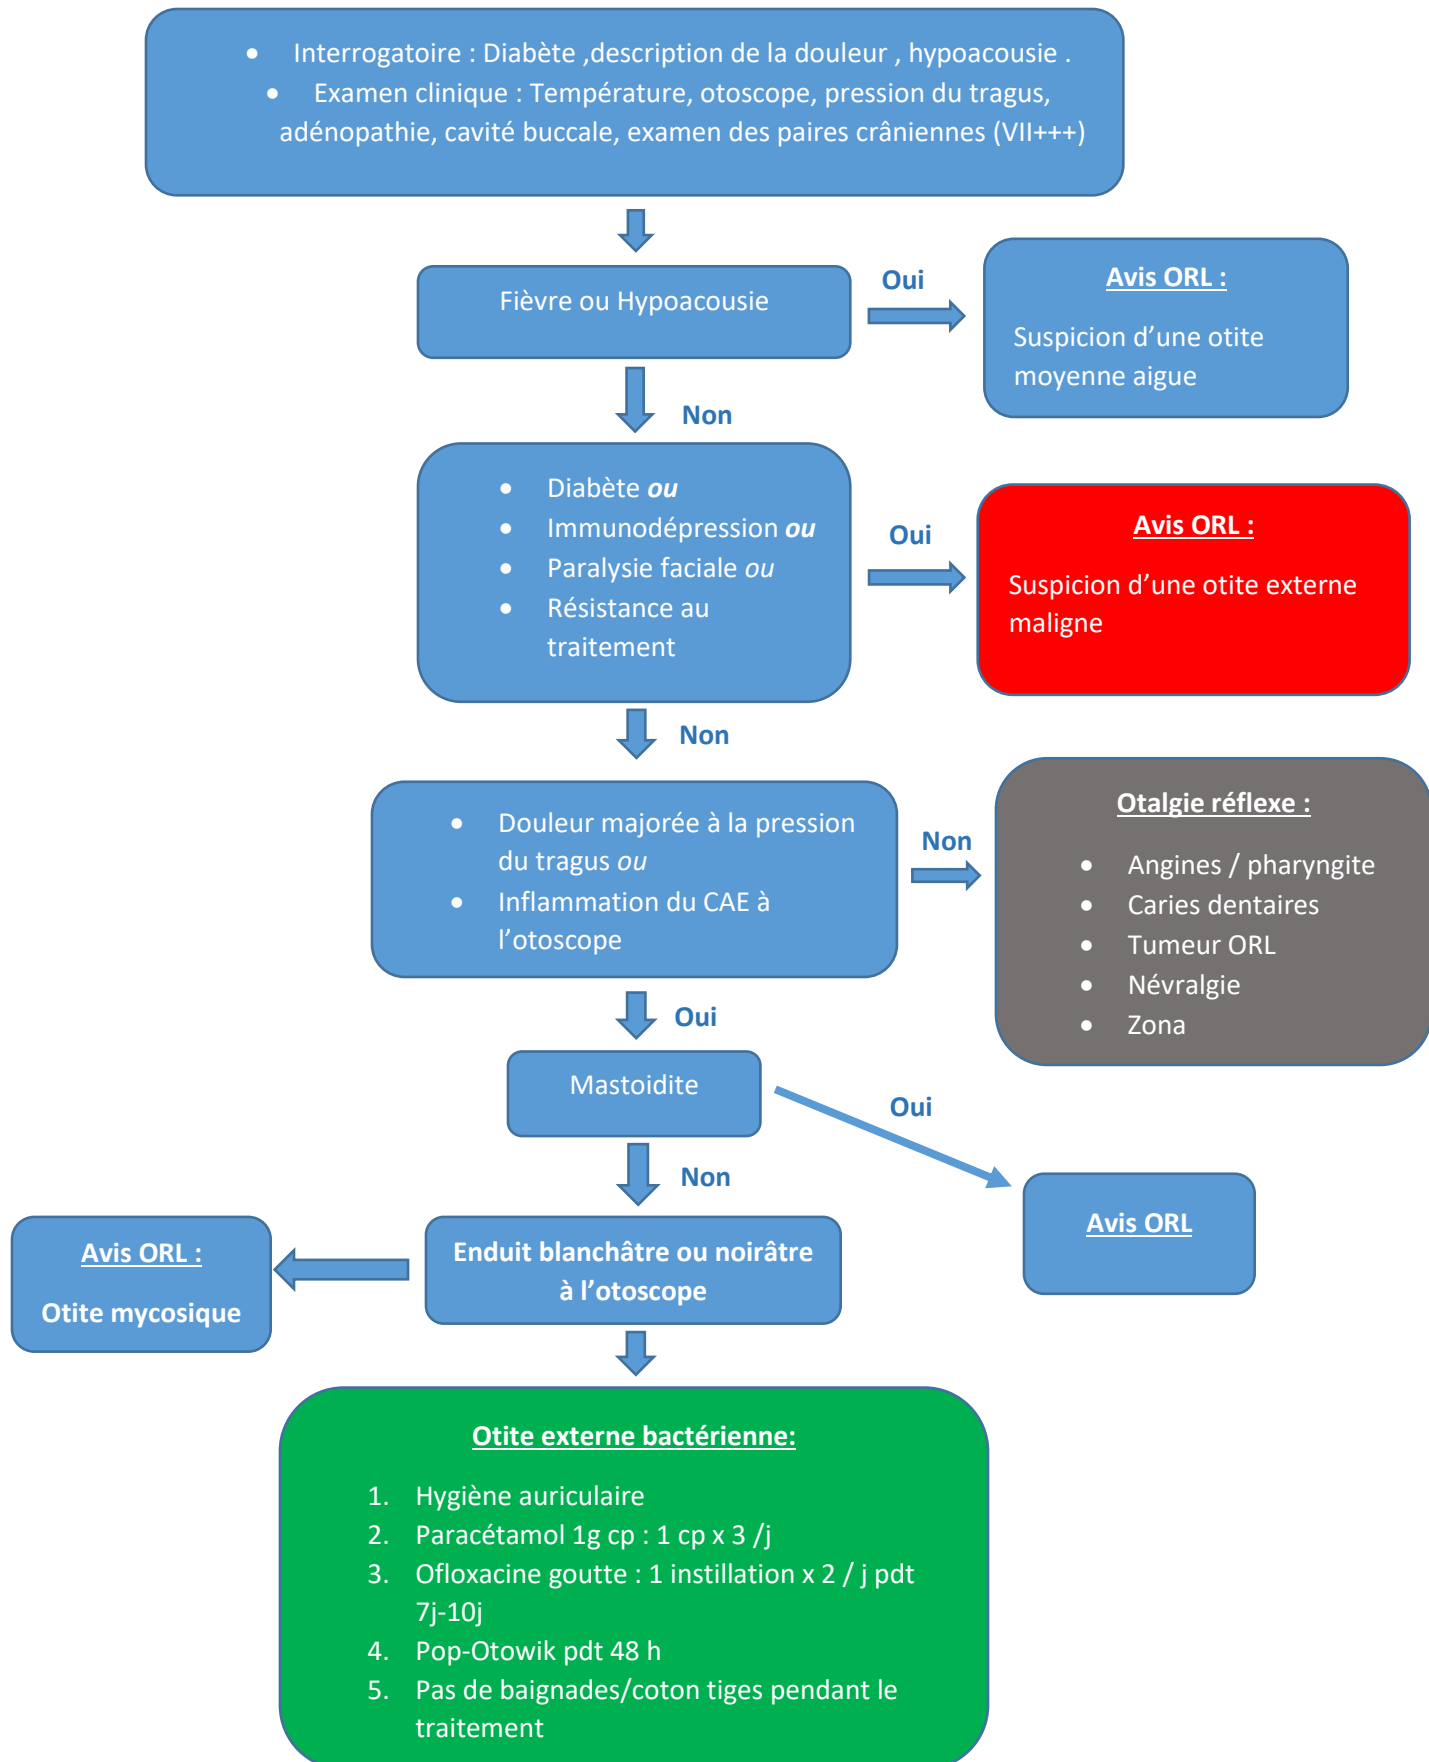 • Interrogatoire : Diabète ,description de la douleur , hypoacousie .
• Examen clinique : Température, otoscope, pression du tragus,
adénopathie, cavité buccale, examen des paires crâniennes (VII+++)
Fièvre ou Hypoacousie
Oui
Avis ORL :
Suspicion d’une otite
moyenne aigue
Non
• Diabète ou
• Immunodépression ou
• Paralysie faciale ou
• Résistance au
traitement
Oui
Avis ORL :
Suspicion d’une otite externe
maligne
Non
• Douleur majorée à la pression
du tragus ou
• Inflammation du CAE à
l’otoscope
Non
Otalgie réflexe :
• Angines / pharyngite
• Caries dentaires
• Tumeur ORL
• Névralgie
• Zona
Oui
Mastoidite
Oui
Avis ORL
Non
Enduit blanchâtre ou noirâtre
à l’otoscope
Avis ORL :
Otite mycosique
Otite externe bactérienne:
1. Hygiène auriculaire
2. Paracétamol 1g cp : 1 cp x 3 /j
3. Ofloxacine goutte : 1 instillation x 2 / j pdt
7j-10j
4. Pop-Otowik pdt 48 h
5. Pas de baignades/coton tiges pendant le
traitement